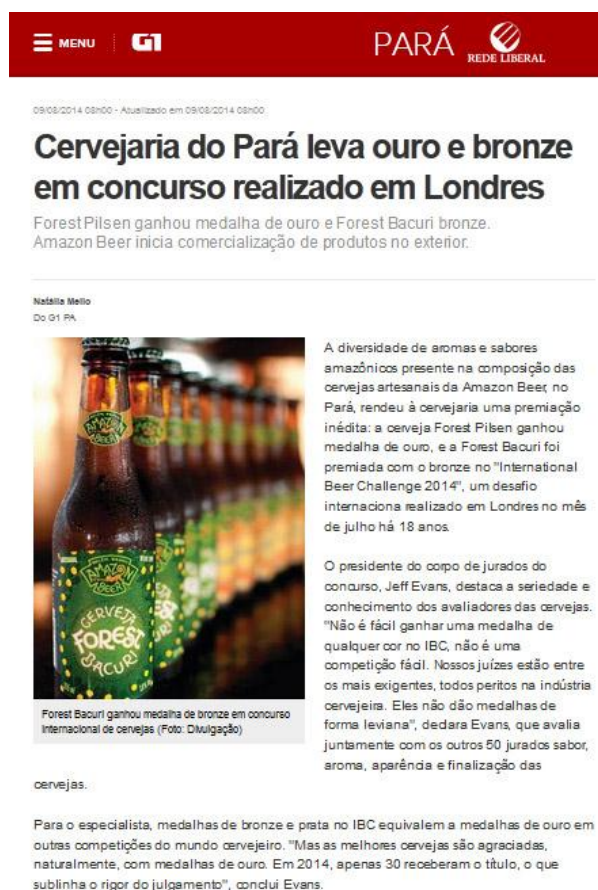 MENU G1 PARÁ REDE LIBERAL
09/08/2014 08h00 - Atualizado em 09/08/2014 08h00
Cervejaria do Pará leva ouro e bronze
em concurso realizado em Londres
Forest Pilsen ganhou medalha de ouro e Forest Bacuri bronze.
Amazon Beer inicia comercialização de produtos no exterior.
Natália Mello
Do G1 PA
AMAZON
BEER
AMAZON
BEER
CERVEJA
FOREST
BACURI
Forest Bacuri ganhou medalha de bronze em concurso
internacional de cervejas (Foto: Divulgação)
A diversidade de aromas e sabores
amazônicos presente na composição das
cervejas artesanais da Amazon Beer, no
Pará, rendeu à cervejaria uma premiação
inédita: a cerveja Forest Pilsen ganhou
medalha de ouro, e a Forest Bacuri foi
premiada com o bronze no "International
Beer Challenge 2014", um desafio
internaciona realizado em Londres no mês
de julho há 18 anos.
O presidente do corpo de jurados do
concurso, Jeff Evans, destaca a seriedade e
conhecimento dos avaliadores das cervejas.
"Não é fácil ganhar uma medalha de
qualquer cor no IBC, não é uma
competição fácil. Nossos juízes estão entre
os mais exigentes, todos peritos na indústria
cervejeira. Eles não dão medalhas de
forma leviana", declara Evans, que avalia
juntamente com os outros 50 jurados sabor,
aroma, aparência e finalização das
cervejas.
Para o especialista, medalhas de bronze e prata no IBC equivalem a medalhas de ouro em
outras competições do mundo cervejeiro. "Mas as melhores cervejas são agraciadas,
naturalmente, com medalhas de ouro. Em 2014, apenas 30 receberam o título, o que
sublinha o rigor do julgamento", conclui Evans.